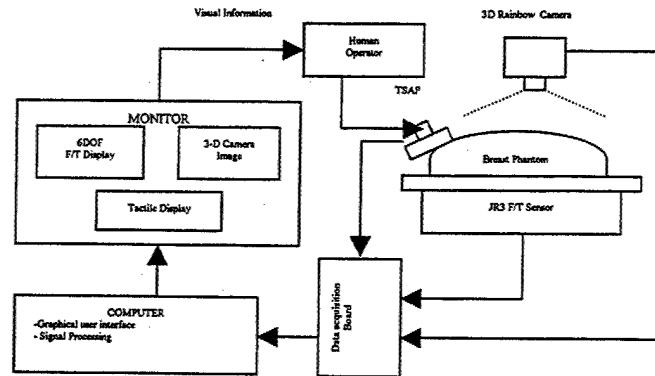 Visual Information
3D Rainbow Camera
Human
Operator
TSAP
MONITOR
6DOF
F/T Display
3-D Camera
Image
Tactile Display
Breast Phantom
JR3 F/T Sensor
Data acquisition
Board
COMPUTER
-Graphical user interface
- Signal Processing